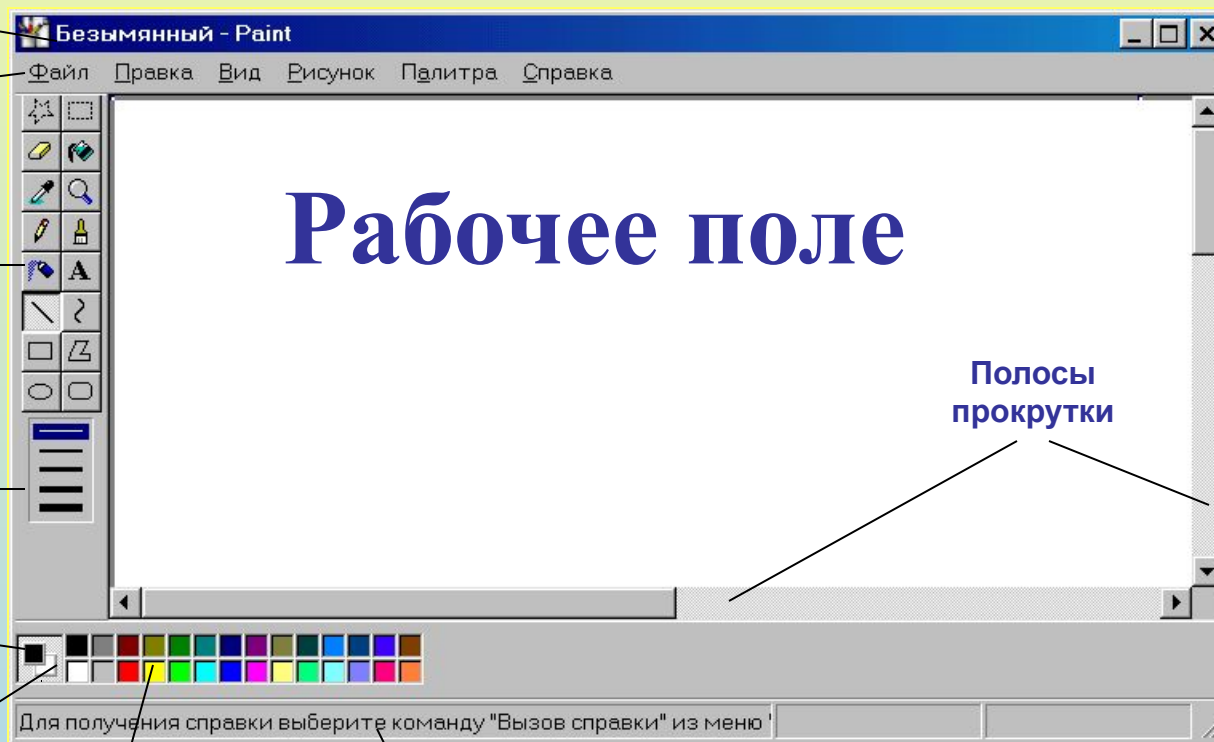 Безымянный - Paint
Файл Правка Вид Рисунок Палитра Справка
A
Рабочее поле
Полосы
прокрутки
Для получения справки выберите команду "Вызов справки" из меню '